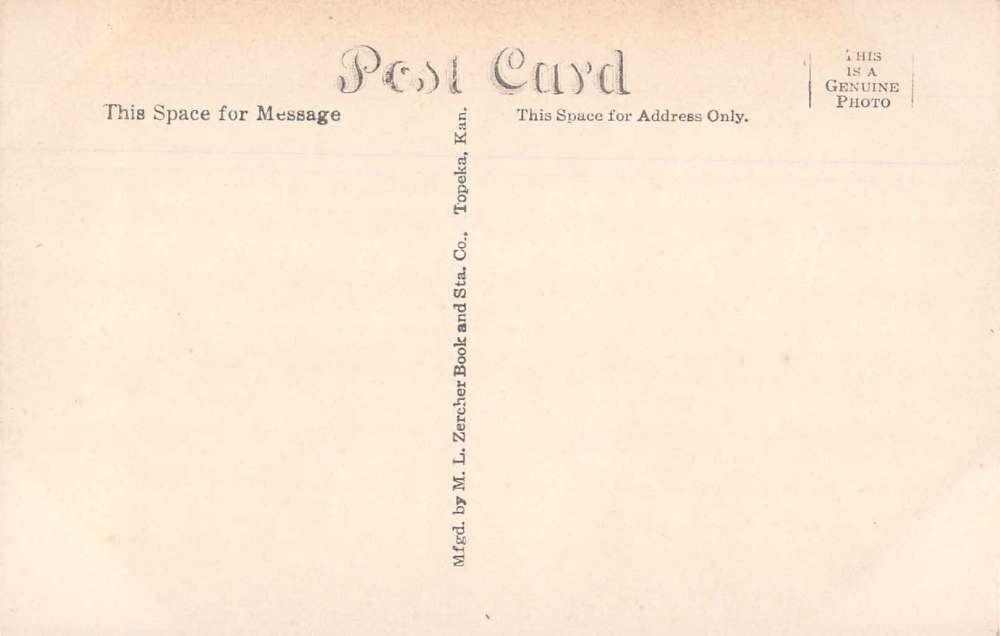 Post Card
This Space for Message
This Space for Address Only.
THIS
IS A
GENUINE
PHOTO
Mfgd. by M. L. Zercher Book and Sta. Co., Topeka, Kan.